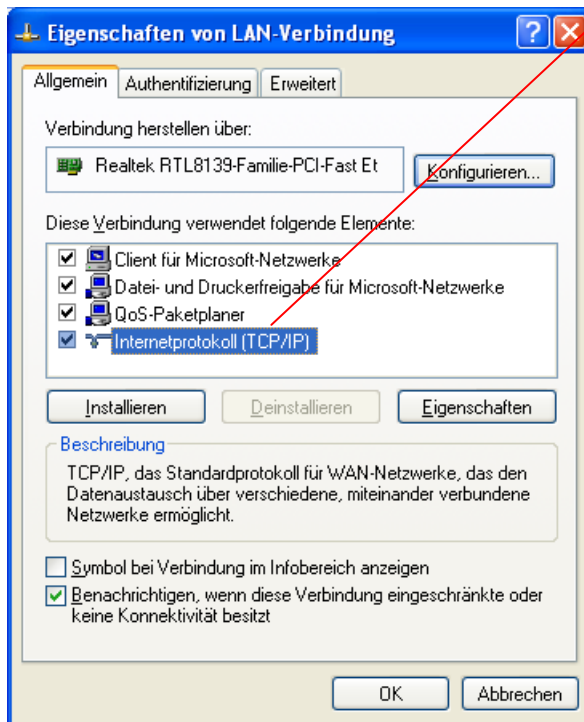 Eigenschaften von LAN-Verbindung
Allgemein Authentifizierung Erweitert
Verbindung herstellen über:
Realtek RTL8139-Familie-PCI-Fast Et Konfigurieren...
Diese Verbindung verwendet folgende Elemente:
Client für Microsoft-Netzwerke
Datei- und Druckerfreigabe für Microsoft-Netzwerke
QoS-Paketplaner
Internetprotokoll (TCP/IP)
Installieren Deinstallieren Eigenschaften
Beschreibung
TCP/IP, das Standardprotokoll für WAN-Netzwerke, das den
Datenaustausch über verschiedene, miteinander verbundene
Netzwerke ermöglicht.
Symbol bei Verbindung im Infobereich anzeigen
Benachrichtigen, wenn diese Verbindung eingeschränkte oder
keine Konnektivität besitzt
OK Abbrechen